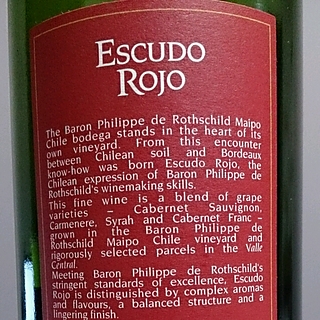 ESCUDO
ROJO
The Baron Philippe de Rothschild Maipo
Chile bodega stands in the heart of its
own vineyard. From this encounter
between Chilean soil and Bordeaux
know-how was born Escudo Rojo, the
Chilean expression of Baron Philippe de
Rothschild's winemaking skills.
This fine wine is a blend of grape
varieties – Cabernet Sauvignon,
Carmenere, Syrah and Cabernet Franc -
grown in the Baron Philippe de
Rothschild Maipo Chile vineyard and
rigorously selected parcels in the Valle
Central.
Meeting Baron Philippe de Rothschild's
stringent standards of excellence, Escudo
Rojo is distinguished by complex aromas
and flavours, a balanced structure and a
lingering finish.